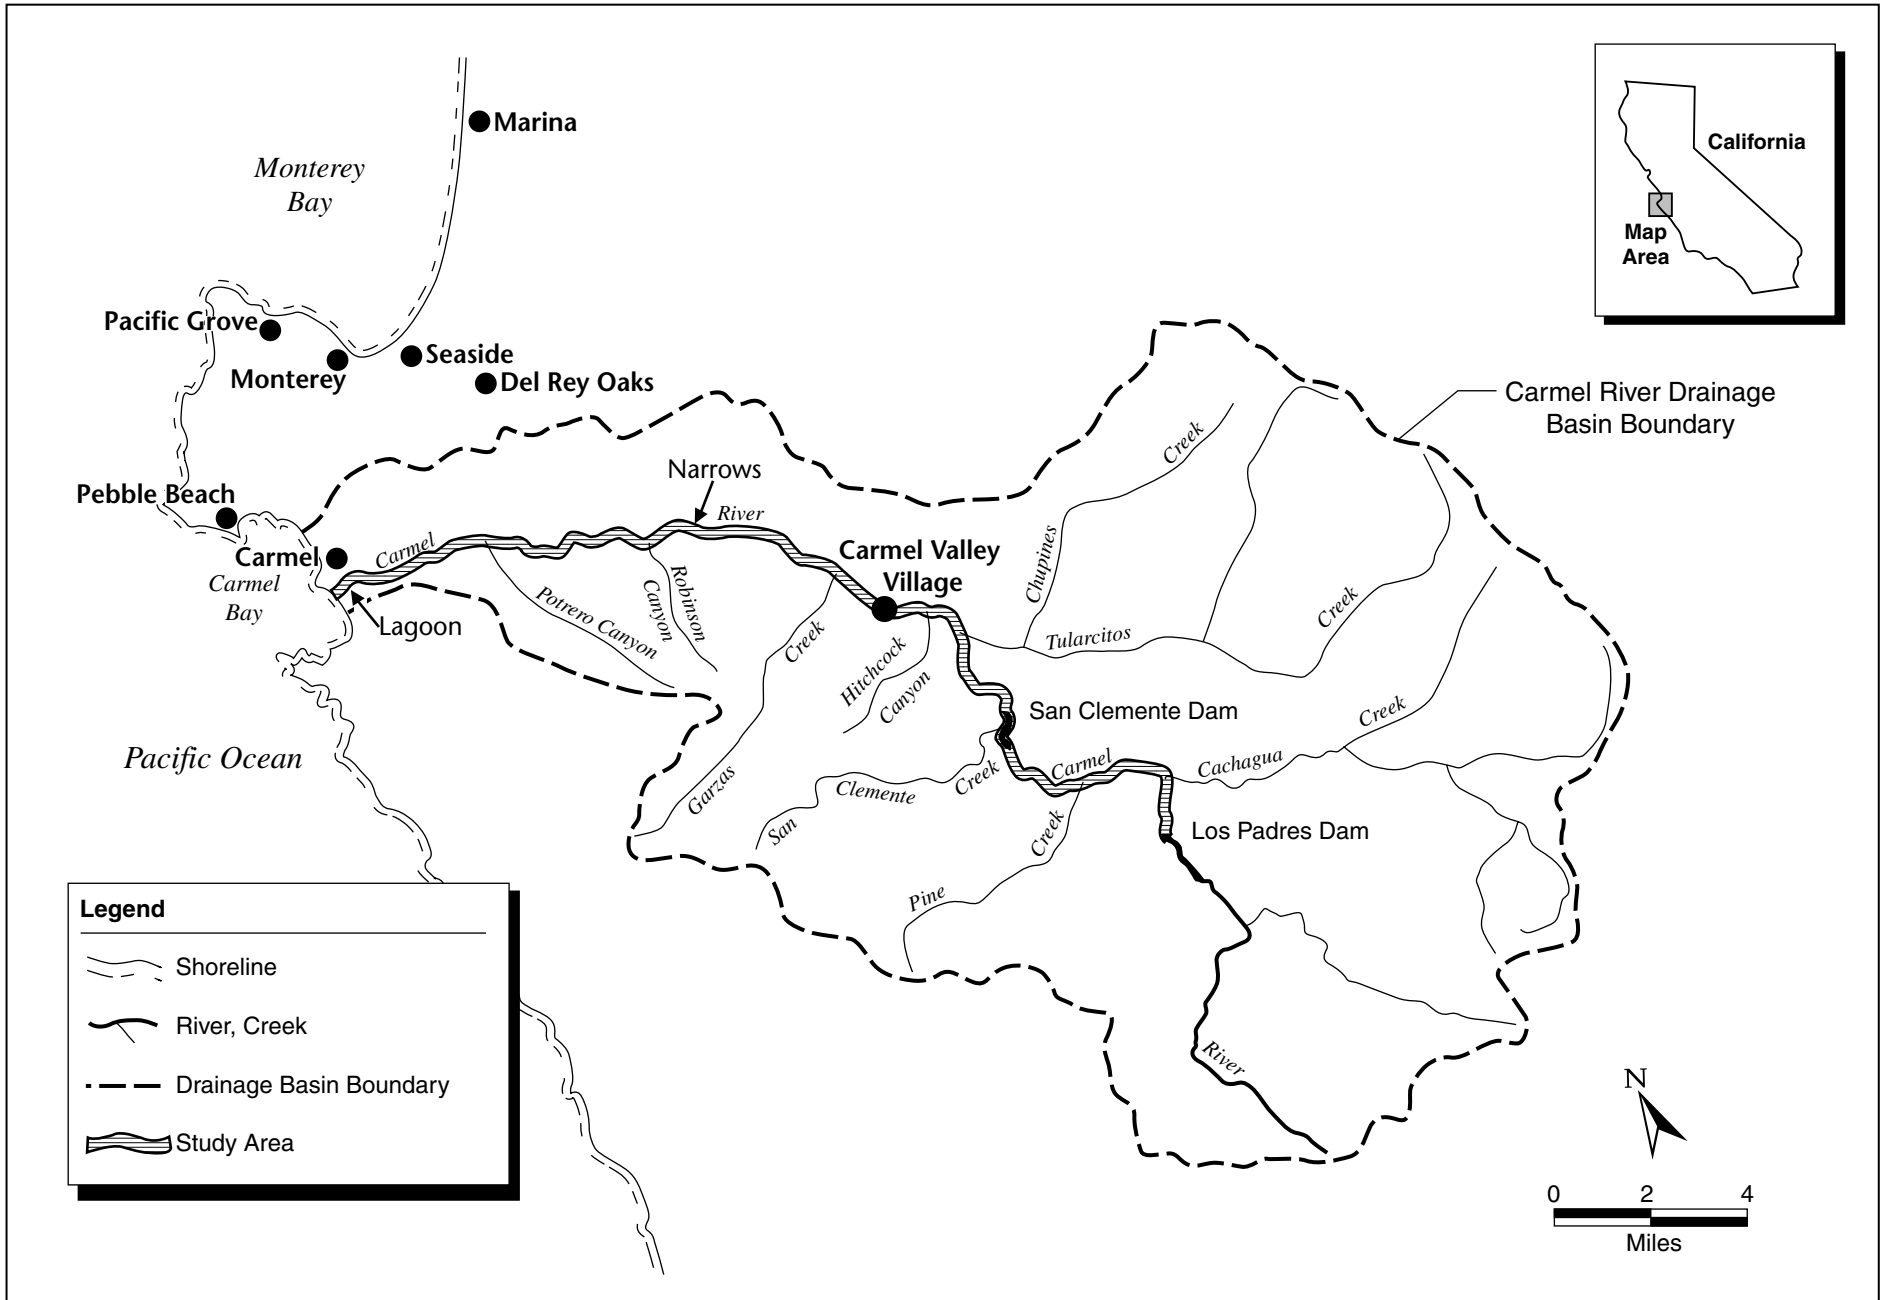 Marina
Monterey
Bay
California
Map
Area
Pacific Grove
Monterey
Seaside
Del Rey Oaks
Carmel River Drainage
Basin Boundary
Pebble Beach
Narrows
River
Carmel
Carmel
Carmel
Bay
Lagoon
Carmel Valley
Village
Potrero Canyon
Robinson
Canyon
Garzas
Creek
Hitchcock
Canyon
Chupines
Creek
Tularcitos
Creek
San Clemente Dam
Pacific Ocean
San
Clemente
Creek
Carmel
Cachagua
Creek
Los Padres Dam
Pine
Creek
River
Legend
Shoreline
River, Creek
Drainage Basin Boundary
Study Area
N
0 2 4
Miles